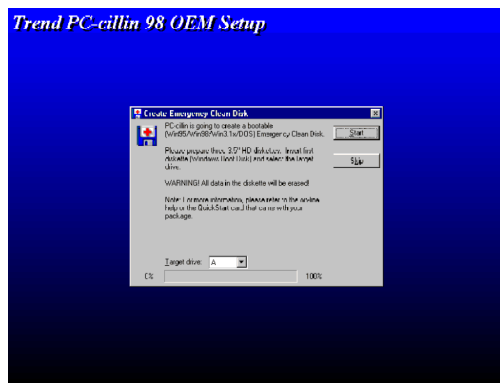 Trend PC-cillin 98 OEM Setup
Create Emergency Clean Disk
PC-cillin is going to create a bootable
(Win95/Win98/Win3.1x/DOS) Emergency Clean Disk.
Start
Please prepare three 3.5" HD diskettes. Insert first
diskette (Windows Boot Disk) and select the target
drive.
Skip
WARNING! All data in the diskette will be erased!
Note: For more information, please refer to the on-line
help or the QuickStart card that came with your
package.
Target drive: A
0% 100%